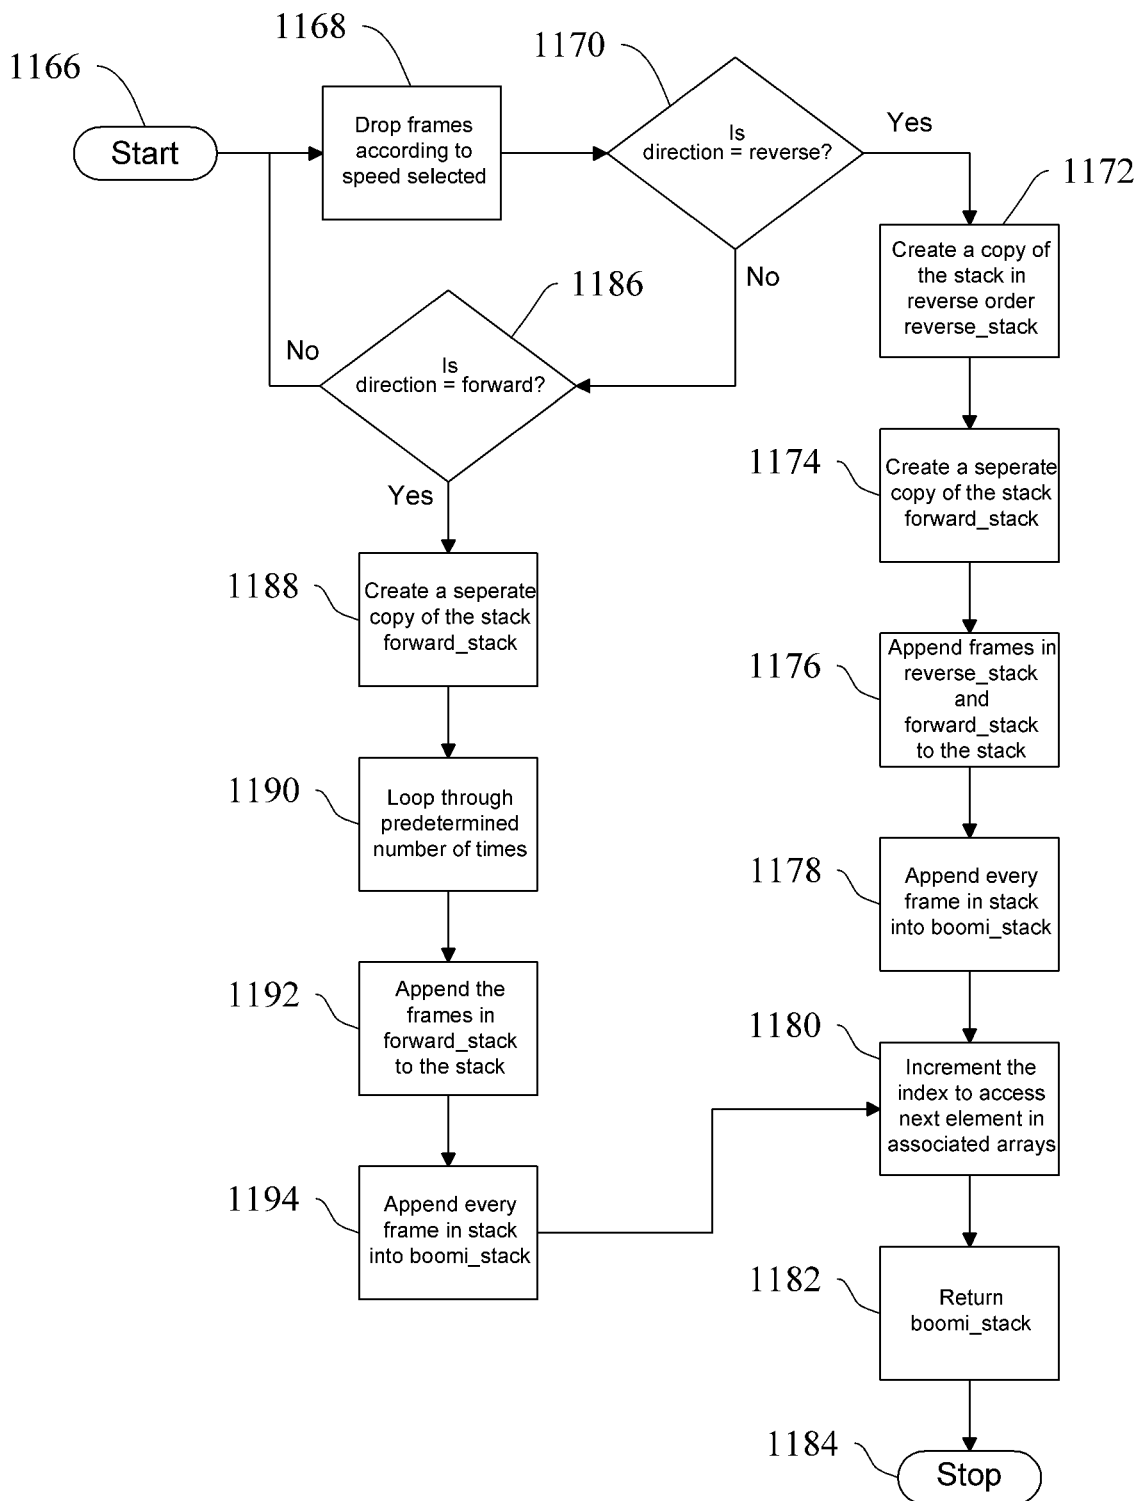 1166
Start
1168
Drop frames
according to
speed selected
1170
Is
direction = reverse?
Yes
No
1172
Create a copy of
the stack in
reverse order
reverse_stack
1174
Create a seperate
copy of the stack
forward_stack
1176
Append frames in
reverse_stack
and
forward_stack
to the stack
1178
Append every
frame in stack
into boomi_stack
1180
Increment the
index to access
next element in
associated arrays
1182
Return
boomi_stack
1184
Stop
1186
Is
direction = forward?
No
Yes
1188
Create a seperate
copy of the stack
forward_stack
1190
Loop through
predetermined
number of times
1192
Append the
frames in
forward_stack
to the stack
1194
Append every
frame in stack
into boomi_stack